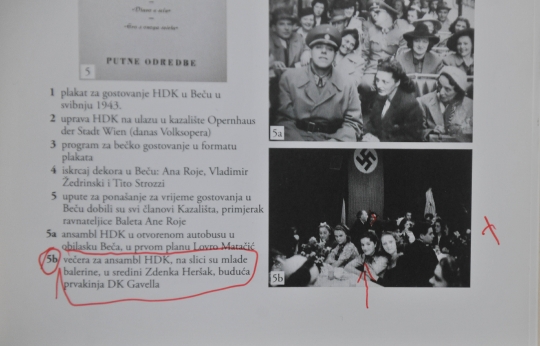 PUTNE ODREDBE
5
1 plakat za gostovanje HDK u Beču u
svibnju 1943.
2 uprava HDK na ulazu u kazalište Opernhaus
der Stadt Wien (danas Volksopera)
3 program za bečko gostovanje u formatu
plakata
4 iskrcaj dekora u Beču: Ana Roje, Vladimir
Žedrinski i Tito Strozzi
5 upute za ponašanje za vrijeme gostovanja u
Beču dobili su svi članovi Kazališta, primjerak
ravnateljice Baleta Ane Roje
5a ansambl HDK u otvorenom autobusu u
obilasku Beča, u prvom planu Lovro Matačić
5b večera za ansambl HDK, na slici su mlade
balerine, u sredini Zdenka Heršak, buduća
prvakinja DK Gavella
5a
5b